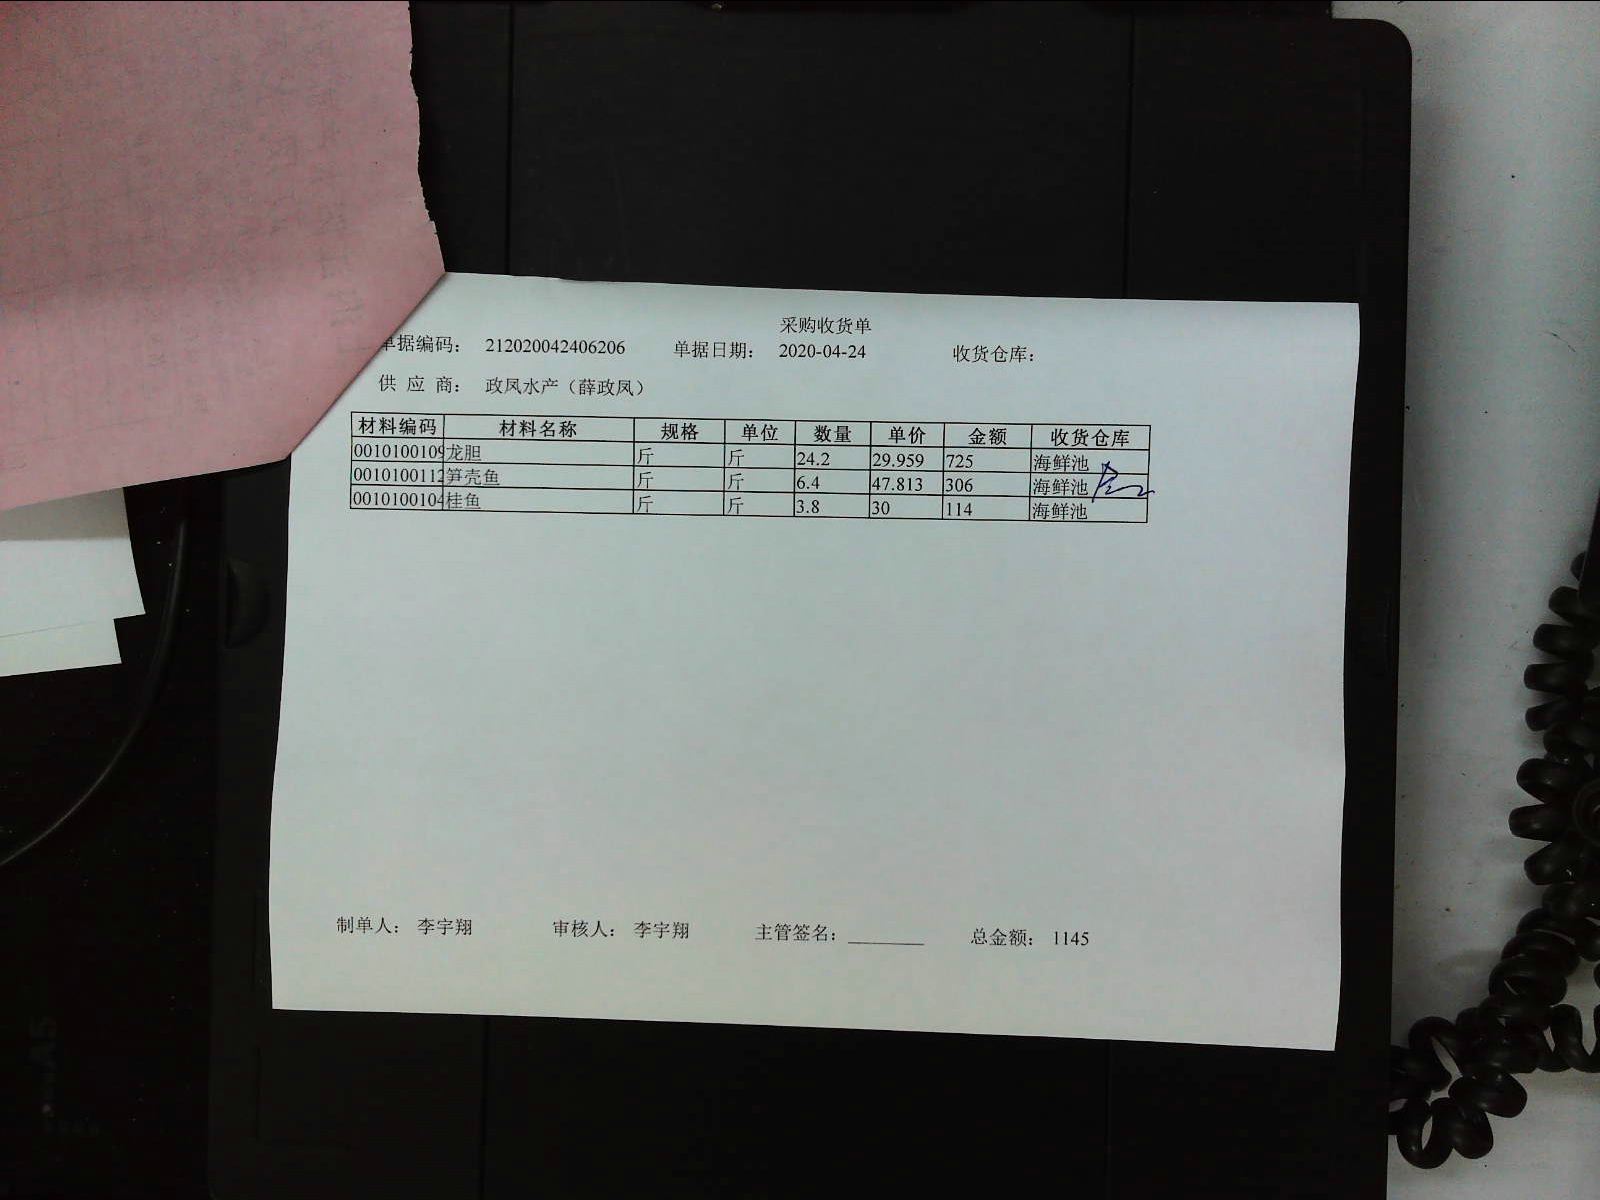 采购收货单
单据编码： 212020042406206 单据日期： 2020-04-24 收货仓库：
供 应 商： 政凤水产（薛政凤）
材料编码 材料名称 规格 单位 数量 单价 金额 收货仓库
0010100109 龙胆 斤 斤 24.2 29.959 725 海鲜池
0010100112 笋壳鱼 斤 斤 6.4 47.813 306 海鲜池
0010100104 桂鱼 斤 斤 3.8 30 114 海鲜池
制单人： 李宇翔 审核人： 李宇翔 主管签名：________ 总金额： 1145